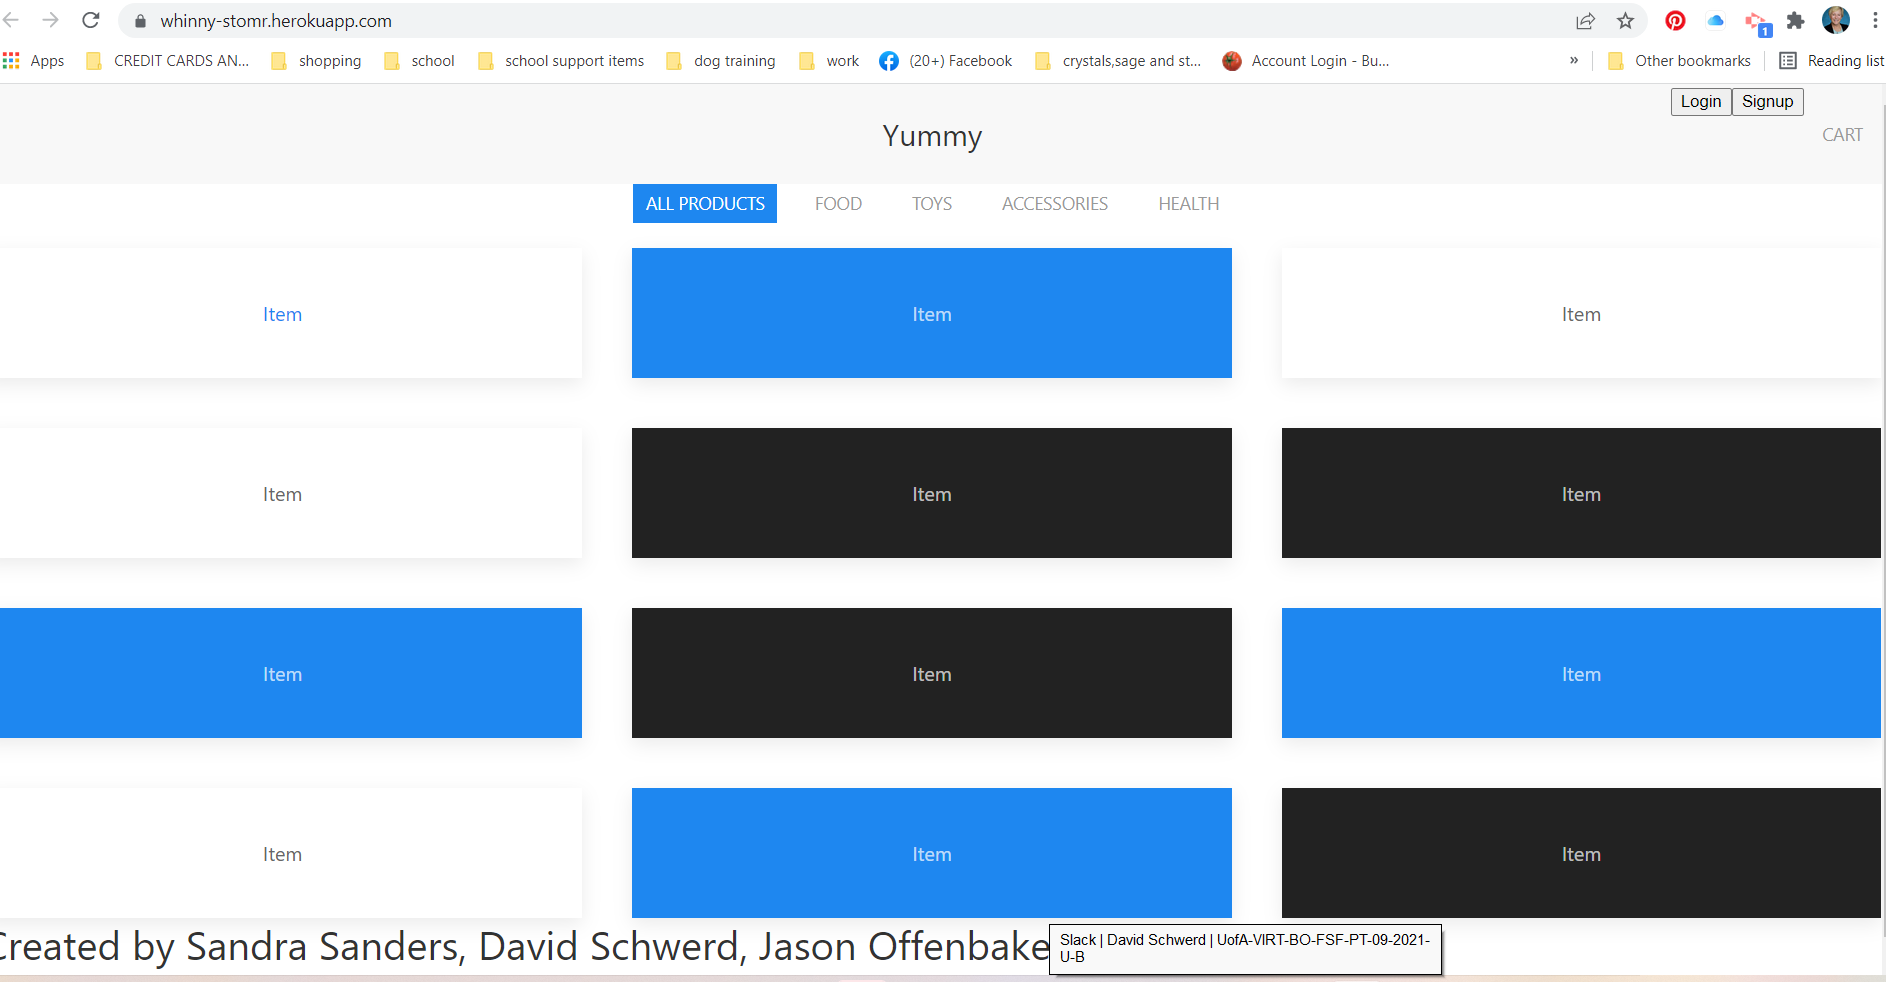 whinny-stomr.herokuapp.com
1
Apps CREDIT CARDS AN... shopping school school support items dog training work (20+) Facebook crystals,sage and st... Account Login - Bu... » Other bookmarks Reading list
Login Signup
Yummy
CART
ALL PRODUCTS FOOD TOYS ACCESSORIES HEALTH
Item Item Item
Item Item Item
Item Item Item
Item Item Item
Created by Sandra Sanders, David Schwerd, Jason Offenbake
Slack | David Schwerd | UofA-VIRT-BO-FSF-PT-09-2021-
U-B